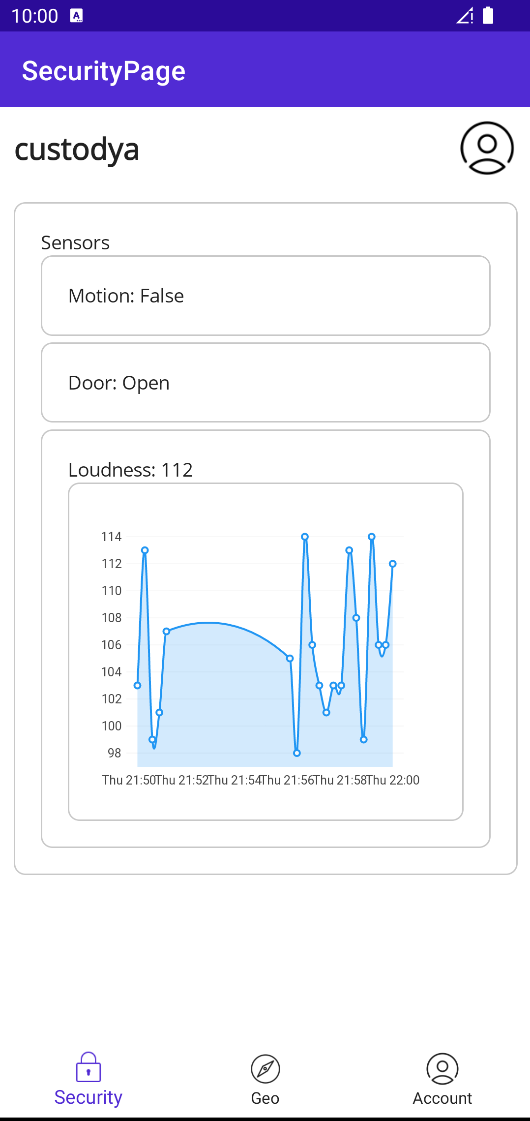 10:00
SecurityPage
custodya
Sensors
Motion: False
Door: Open
Loudness: 112
114
112
110
108
106
104
102
100
98
Thu 21:50 Thu 21:52 Thu 21:54 Thu 21:56 Thu 21:58 Thu 22:00
Security Geo Account